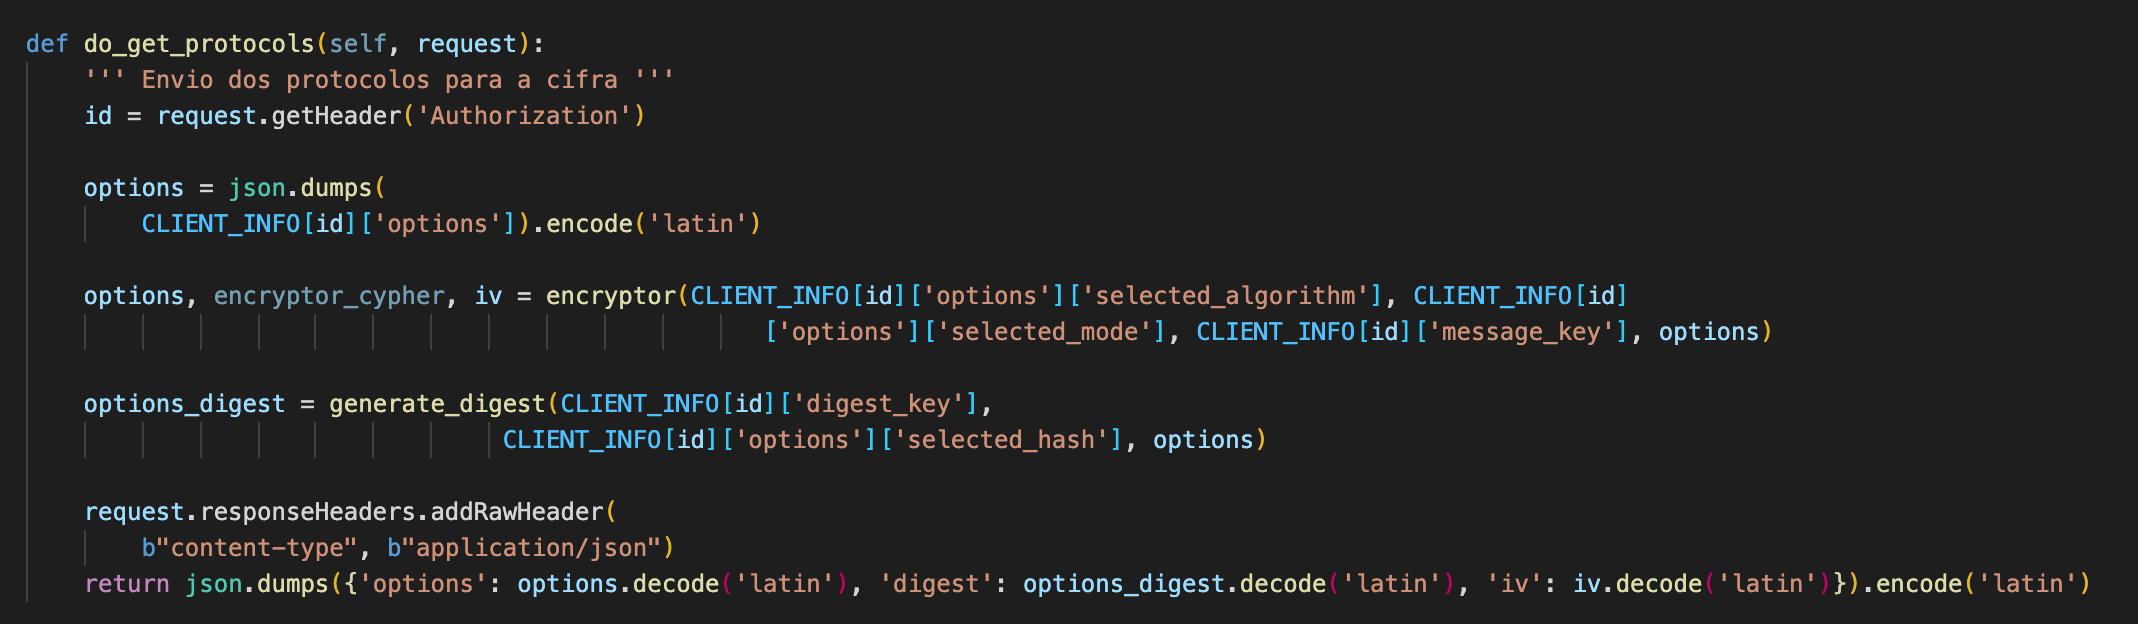 def do_get_protocols(self, request):
    ''' Envio dos protocolos para a cifra '''
    id = request.getHeader('Authorization')

    options = json.dumps(
        CLIENT_INFO[id]['options']).encode('latin')

    options, encryptor_cypher, iv = encryptor(CLIENT_INFO[id]['options']['selected_algorithm'], CLIENT_INFO[id]
                                               ['options']['selected_mode'], CLIENT_INFO[id]['message_key'], options)

    options_digest = generate_digest(CLIENT_INFO[id]['digest_key'],
                                 CLIENT_INFO[id]['options']['selected_hash'], options)

    request.responseHeaders.addRawHeader(
        b"content-type", b"application/json")
    return json.dumps({'options': options.decode('latin'), 'digest': options_digest.decode('latin'), 'iv': iv.decode('latin')}).encode('latin')